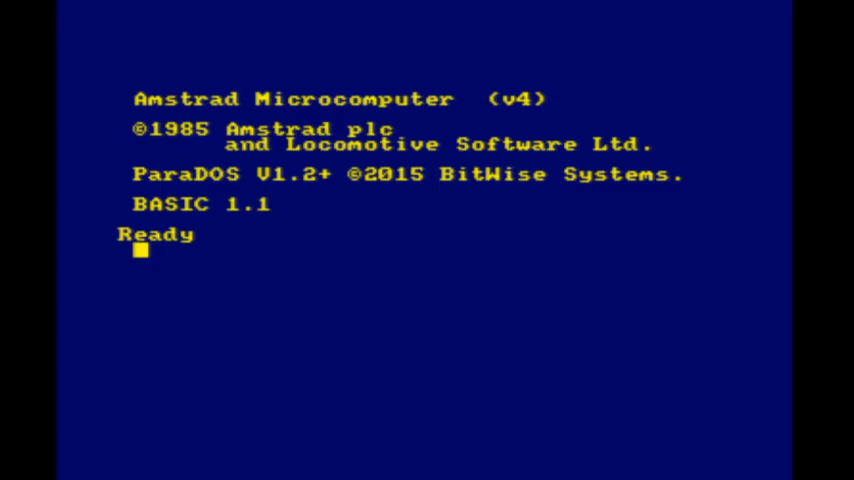 Amstrad Microcomputer (v4)
©1985 Amstrad plc
and Locomotive Software Ltd.
ParaDOS V1.2+ ©2015 BitWise Systems.
BASIC 1.1
Ready